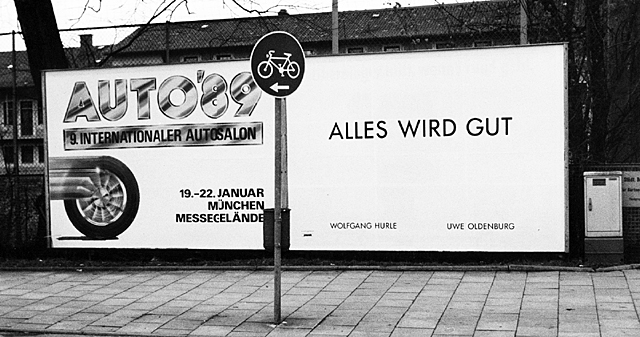 AUTO'89
9. INTERNATIONALER AUTOSALON
19.–22. JANUAR
MÜNCHEN
MESSEGELÄNDE
ALLES WIRD GUT
WOLFGANG HURLE
UWE OLDENBURG